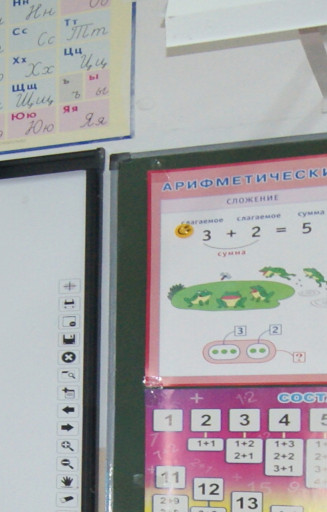 Нн Нн
Сс Сс Тт Тт
Хх Хх Цц Цц
Щщ Щщ ъ ъ ы ы
Юю Юю Яя Яя
АРИФМЕТИЧЕСКИ
СЛОЖЕНИЕ
слагаемое слагаемое сумма
3 + 2 = 5
сумма
3 2
?
СОСТА
1 2 3 4 5
1+1 1+2 1+3
2+1 2+2
3+1
11 12 13
2+9